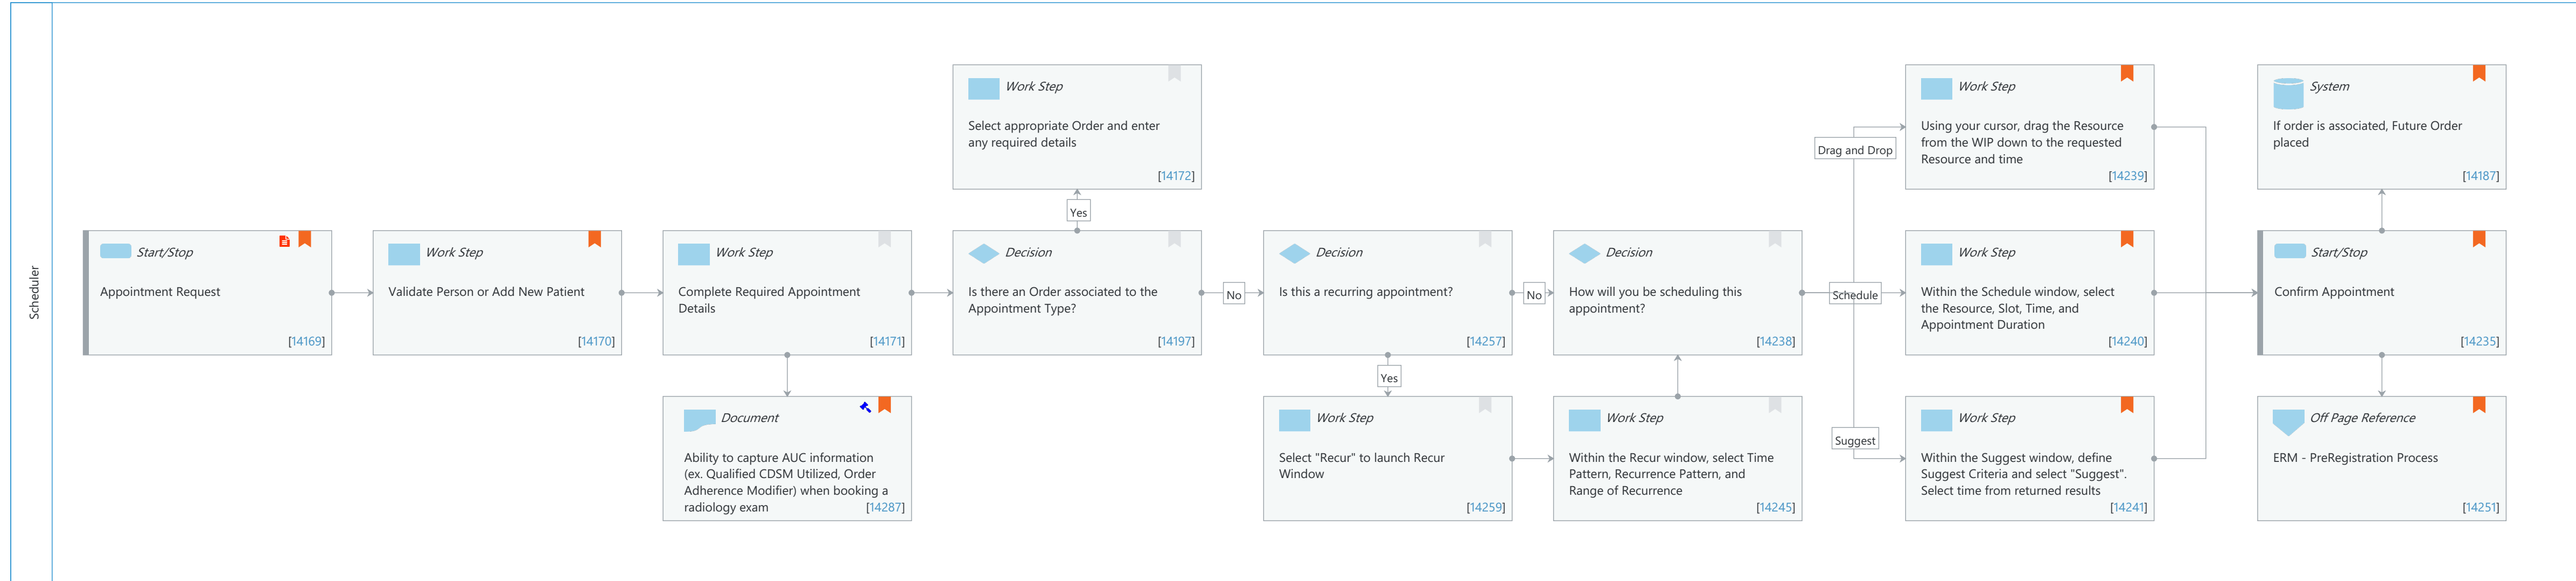 Scheduler
Start/Stop
Appointment Request
[14169]
Work Step
Validate Person or Add New Patient
[14170]
Work Step
Complete Required Appointment
Details
[14171]
Document
Ability to capture AUC information
(ex. Qualified CDSM Utilized, Order
Adherence Modifier) when booking a
radiology exam
[14287]
Work Step
Select appropriate Order and enter
any required details
[14172]
Yes
Decision
Is there an Order associated to the
Appointment Type?
[14197]
No
Decision
Is this a recurring appointment?
[14257]
Yes
Work Step
Select "Recur" to launch Recur
Window
[14259]
No
Decision
How will you be scheduling this
appointment?
[14238]
Work Step
Within the Recur window, select Time
Pattern, Recurrence Pattern, and
Range of Recurrence
[14245]
Drag and Drop
Schedule
Suggest
Work Step
Using your cursor, drag the Resource
from the WIP down to the requested
Resource and time
[14239]
Work Step
Within the Schedule window, select
the Resource, Slot, Time, and
Appointment Duration
[14240]
Work Step
Within the Suggest window, define
Suggest Criteria and select "Suggest".
Select time from returned results
[14241]
System
If order is associated, Future Order
placed
[14187]
Start/Stop
Confirm Appointment
[14235]
Off Page Reference
ERM - PreRegistration Process
[14251]